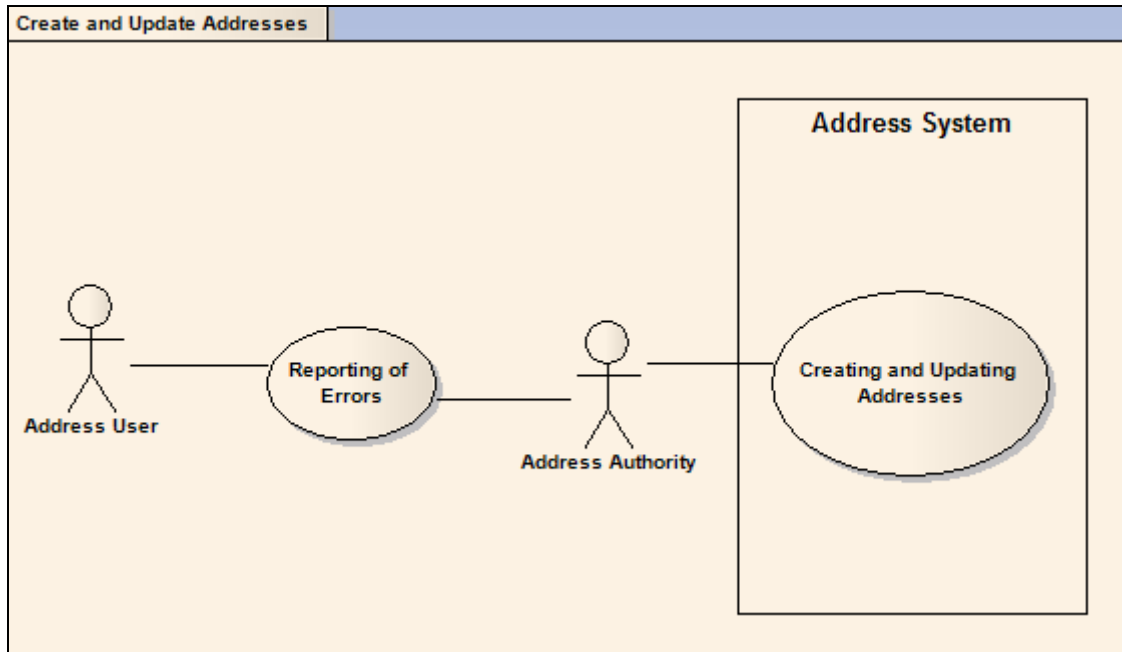 Create and Update Addresses
Address System
Reporting of
Errors
Creating and Updating
Addresses
Address User
Address Authority